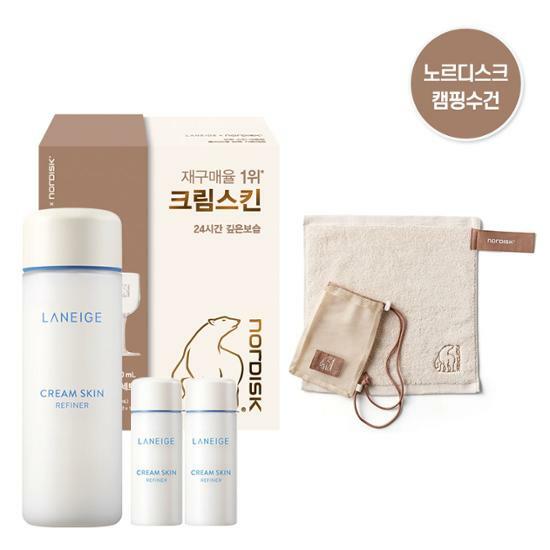 노르디스크
캠핑수건
LANEIGE × nordisk
재구매율 1위*
크림스킨
24시간 깊은보습
nordisk®
× nordisk®
LANEIGE
CREAM SKIN
REFINER
LANEIGE
CREAM SKIN
REFINER
LANEIGE
CREAM SKIN
REFINER
nordisk®